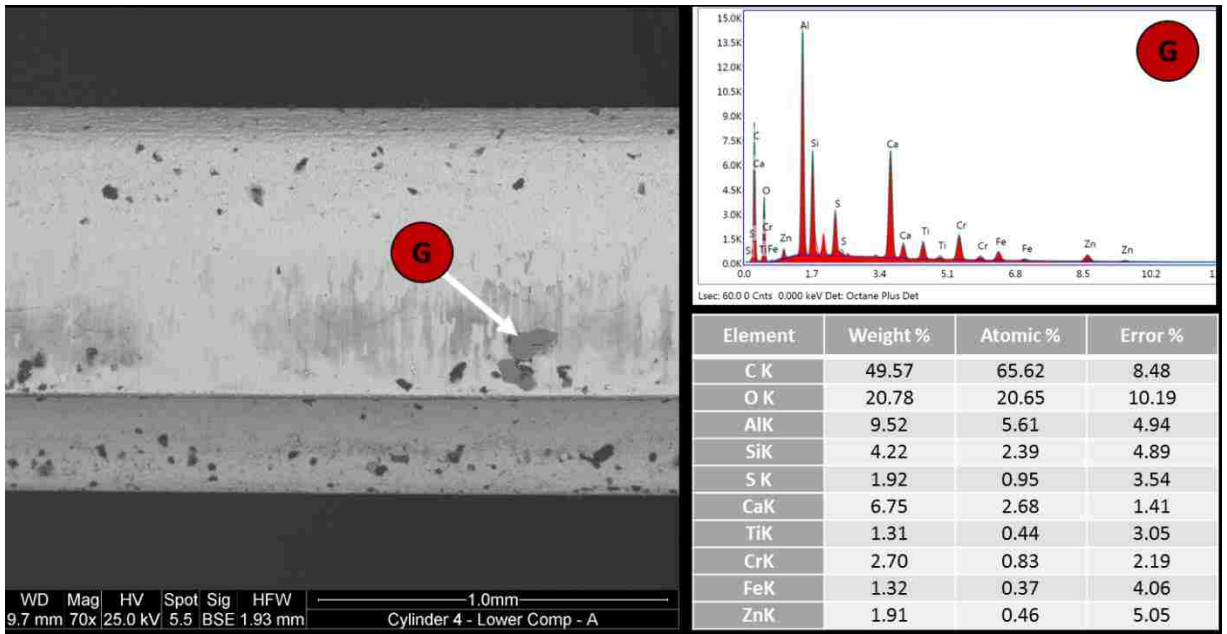 G
WD Mag HV Spot Sig HFW 1.0mm
9.7 mm 70x 25.0 kV 5.5 BSE 1.93 mm Cylinder 4 - Lower Comp - A
G
15.0K
13.5K
12.0K
10.5K
9.0K
7.5K
6.0K
4.5K
3.0K
1.5K
0.0K
C
Ca
O
S
Cr
Si
Ti
Fe
Zn
Al
Si
S
S
Ca
Ca
Ti
Ti
Cr
Cr
Fe
Fe
Zn
Zn
0.0 1.7 3.4 5.1 6.8 8.5 10.2
Lsec: 60.0 0 Cnts 0.000 keV Det: Octane Plus Det
Element Weight % Atomic % Error %
C K 49.57 65.62 8.48
O K 20.78 20.65 10.19
AlK 9.52 5.61 4.94
SiK 4.22 2.39 4.89
S K 1.92 0.95 3.54
CaK 6.75 2.68 1.41
TiK 1.31 0.44 3.05
CrK 2.70 0.83 2.19
FeK 1.32 0.37 4.06
ZnK 1.91 0.46 5.05